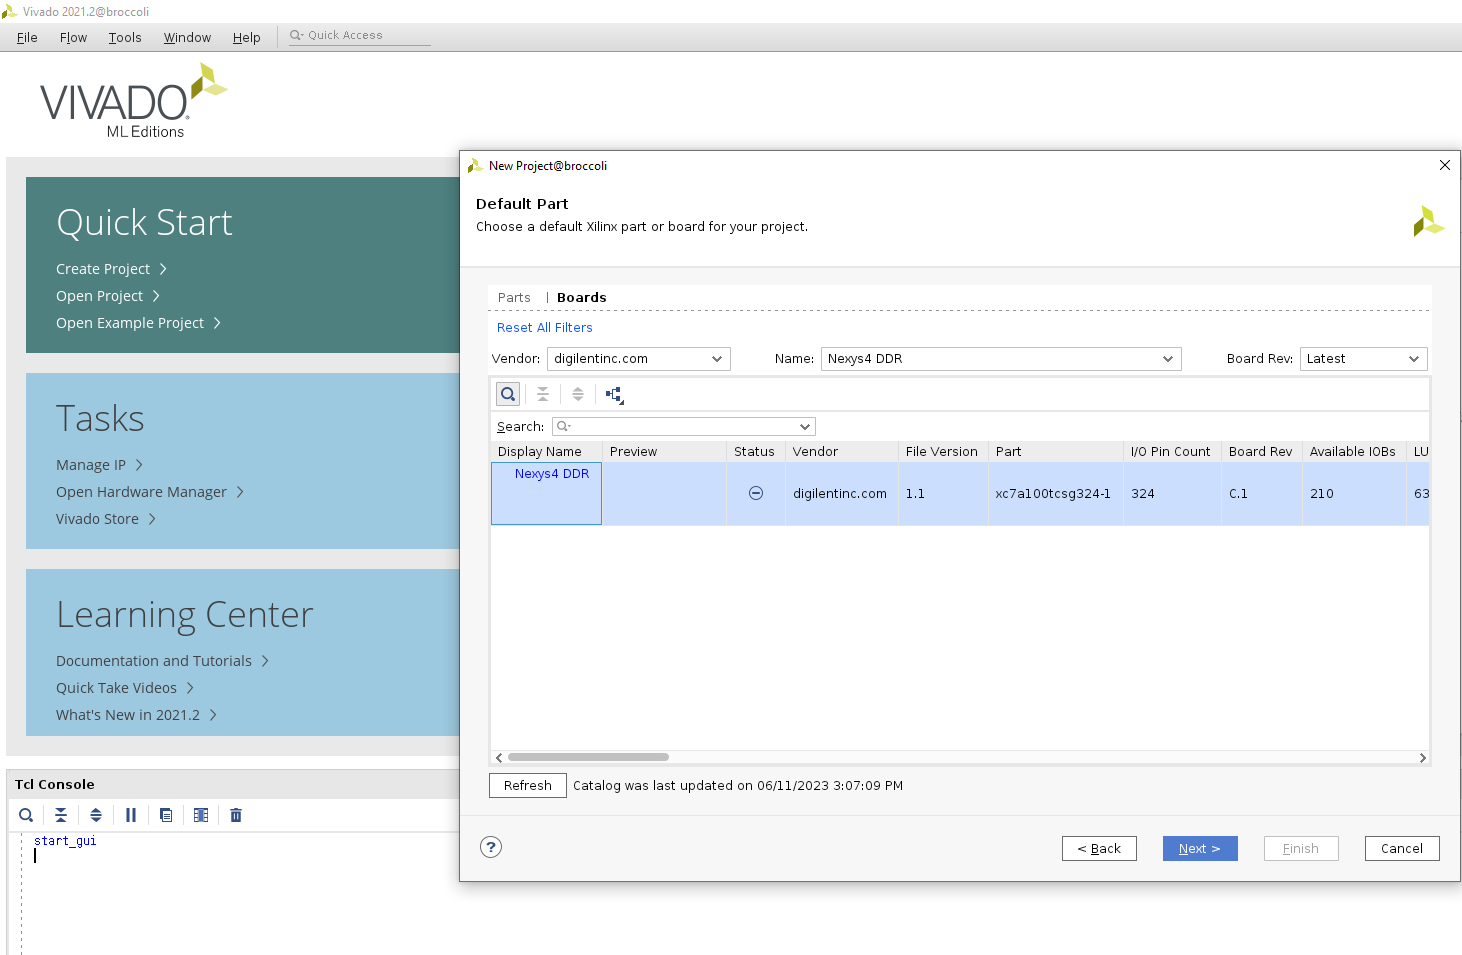 Vivado 2021.2@broccoli
File Flow Tools Window Help Quick Access
VIVADO
ML Editions
Quick Start
Create Project
Open Project
Open Example Project
Tasks
Manage IP
Open Hardware Manager
Vivado Store
Learning Center
Documentation and Tutorials
Quick Take Videos
What's New in 2021.2
Tcl Console
start_gui
New Project@broccoli
Default Part
Choose a default Xilinx part or board for your project.
Parts | Boards
Reset All Filters
Vendor: digilentinc.com Name: Nexys4 DDR Board Rev: Latest
Search:
Display Name Preview Status Vendor File Version Part I/O Pin Count Board Rev Available IOBs LU
Nexys4 DDR digilentinc.com 1.1 xc7a100tcsg324-1 324 C.1 210 63
Refresh Catalog was last updated on 06/11/2023 3:07:09 PM
? < Back Next > Finish Cancel